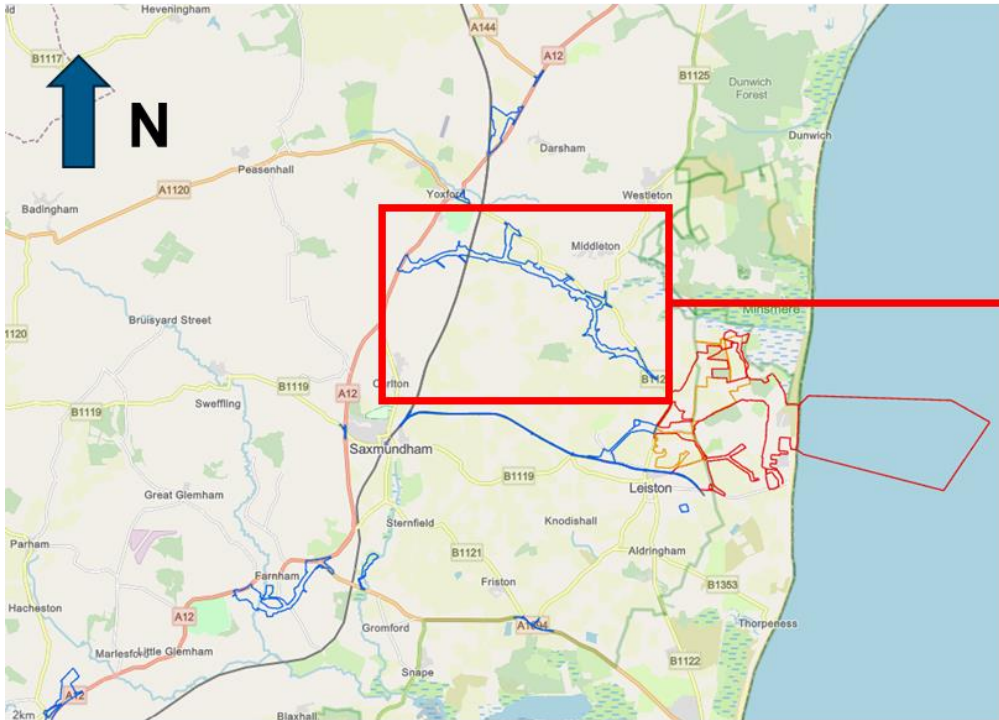 Heveningham
A144
A12
B1117
B1125
Dunwich
Forest
N
Dunwich
Darsham
Peasenhall
A1120
Yoxford
Westleton
Badingham
Middleton
Minsmere
Bruisyard Street
1120
A12
B1119
Sweffling
B1119
Saxmundham
B1119
Leiston
Great Glemham
Sternfield
Knodishall
Parham
B1121
Aldringham
Farnham
Friston
B1353
Hacheston
A12
Gromford
Thorpeness
Marlesford
Little Glemham
B1122
Snape
A12
2km
Blaxhall